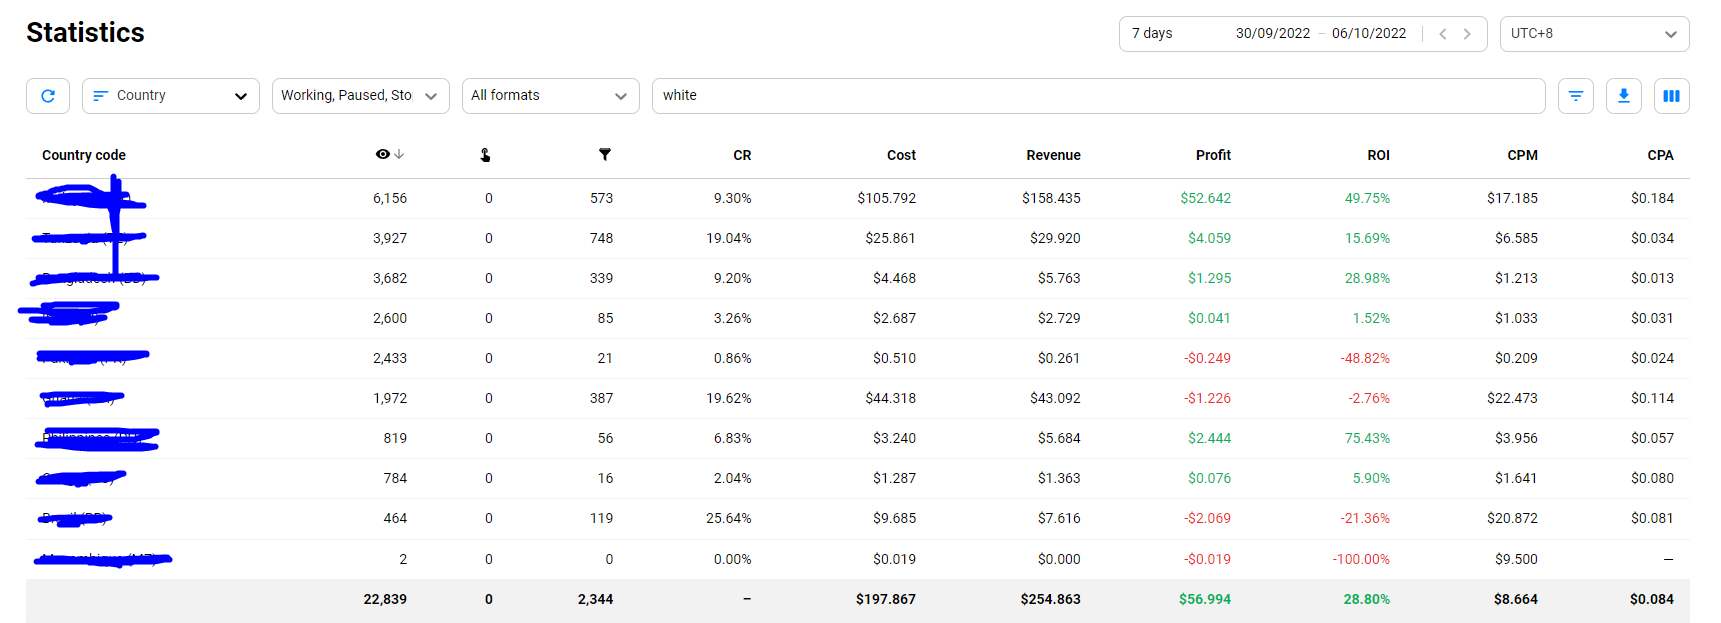 Statistics
7 days 30/09/2022 – 06/10/2022 UTC+8
Country Working, Paused, Sto All formats white
Country code CR Cost Revenue Profit ROI CPM CPA
6,156 0 573 9.30% $105.792 $158.435 $52.642 49.75% $17.185 $0.184
3,927 0 748 19.04% $25.861 $29.920 $4.059 15.69% $6.585 $0.034
3,682 0 339 9.20% $4.468 $5.763 $1.295 28.98% $1.213 $0.013
2,600 0 85 3.26% $2.687 $2.729 $0.041 1.52% $1.033 $0.031
2,433 0 21 0.86% $0.510 $0.261 -$0.249 -48.82% $0.209 $0.024
1,972 0 387 19.62% $44.318 $43.092 -$1.226 -2.76% $22.473 $0.114
819 0 56 6.83% $3.240 $5.684 $2.444 75.43% $3.956 $0.057
784 0 16 2.04% $1.287 $1.363 $0.076 5.90% $1.641 $0.080
464 0 119 25.64% $9.685 $7.616 -$2.069 -21.36% $20.872 $0.081
2 0 0 0.00% $0.019 $0.000 -$0.019 -100.00% $9.500 —
22,839 0 2,344 – $197.867 $254.863 $56.994 28.80% $8.664 $0.084